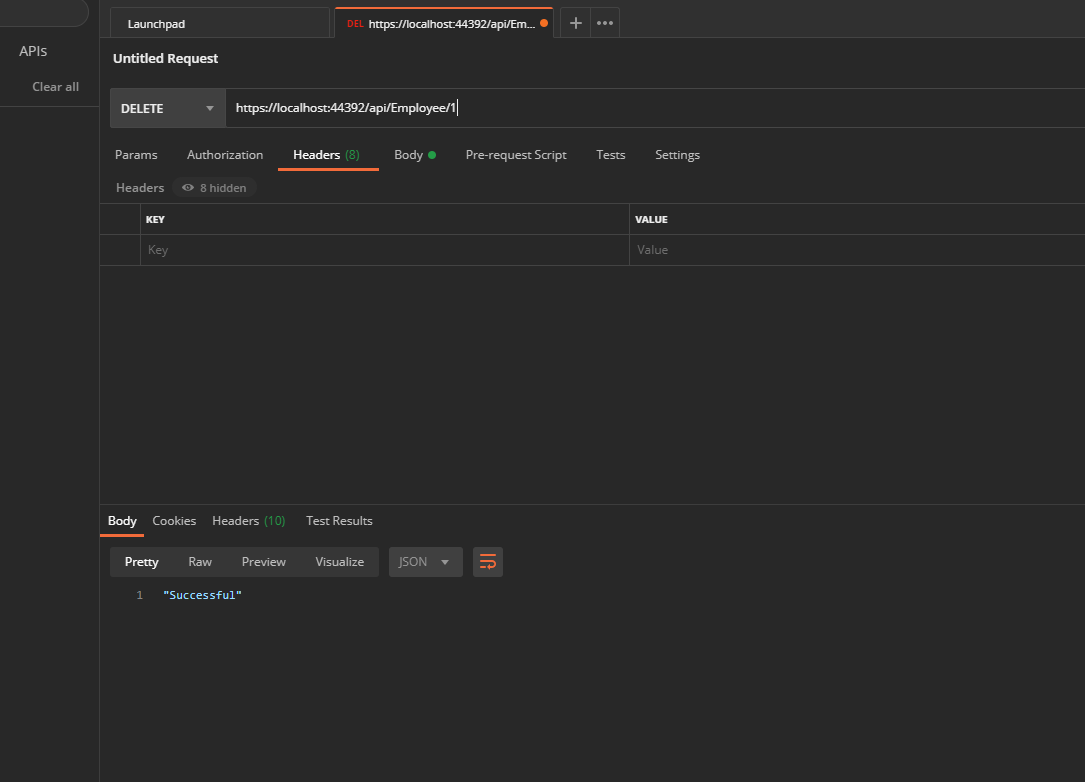 Launchpad
DEL https://localhost:44392/api/Em...
•••
APIs
Untitled Request
Clear all
DELETE https://localhost:44392/api/Employee/1
Params Authorization Headers (8) Body Pre-request Script Tests Settings
Headers 8 hidden
KEY VALUE
Key Value
Body Cookies Headers (10) Test Results
Pretty Raw Preview Visualize JSON
1 "Successful"